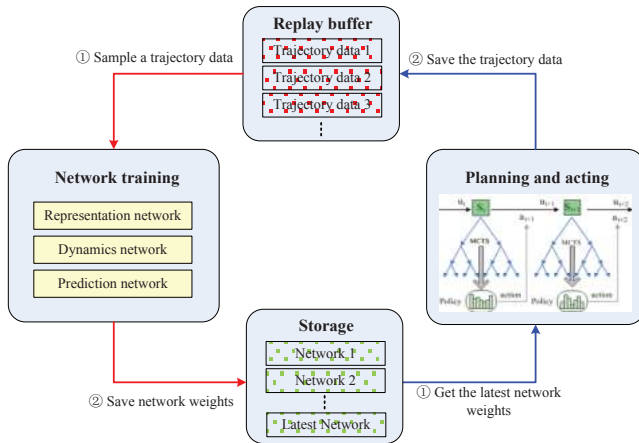 Replay buffer
① Sample a trajectory data
② Save the trajectory data
Trajectory data 1
Trajectory data 2
Trajectory data 3
Network training
Representation network
Dynamics network
Prediction network
Planning and acting
MCTS
MCTS
Policy
action
Policy
action
Storage
Network 1
Network 2
Latest Network
② Save network weights
① Get the latest network
weights